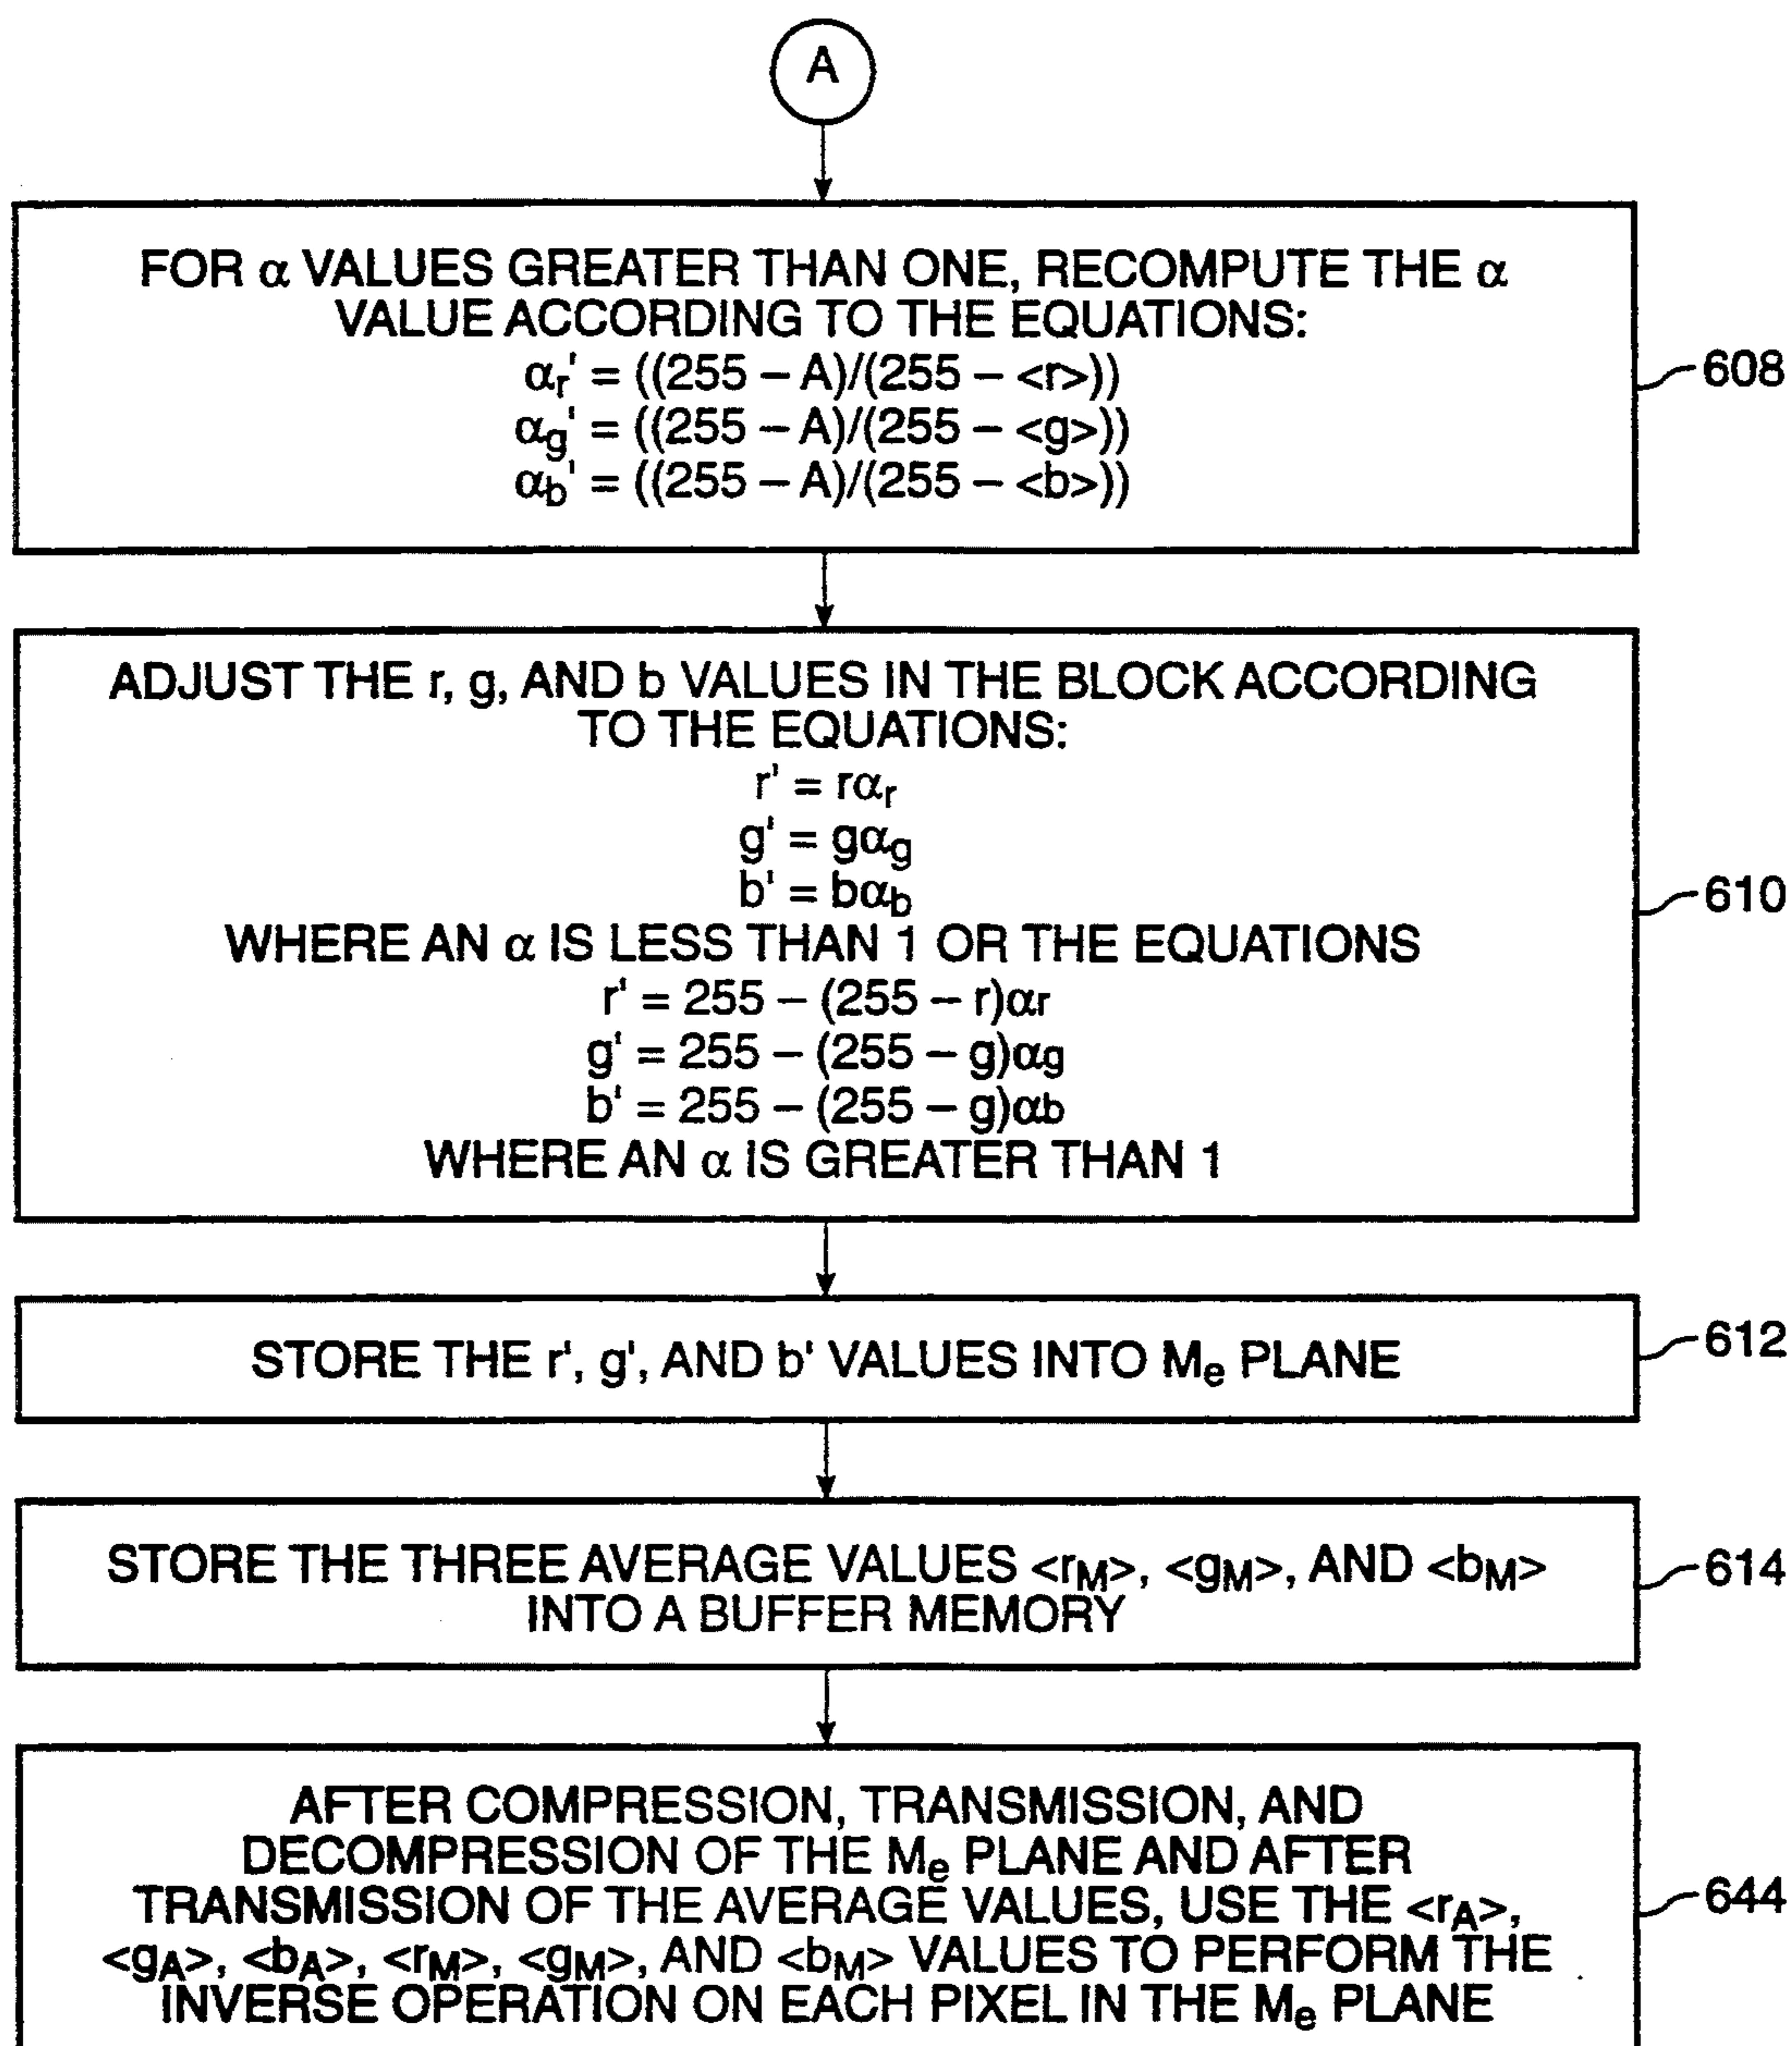 A
FOR α VALUES GREATER THAN ONE, RECOMPUTE THE α
VALUE ACCORDING TO THE EQUATIONS:
αr' = ((255 – A)/(255 – <r>))
αg' = ((255 – A)/(255 – <g>))
αb' = ((255 – A)/(255 – <b>))
608
ADJUST THE r, g, AND b VALUES IN THE BLOCK ACCORDING
TO THE EQUATIONS:
r' = rαr
g' = gαg
b' = bαb
WHERE AN α IS LESS THAN 1 OR THE EQUATIONS
r' = 255 – (255 – r)αr
g' = 255 – (255 – g)αg
b' = 255 – (255 – g)αb
WHERE AN α IS GREATER THAN 1
610
STORE THE r', g', AND b' VALUES INTO Me PLANE
612
STORE THE THREE AVERAGE VALUES <rM>, <gM>, AND <bM>
INTO A BUFFER MEMORY
614
AFTER COMPRESSION, TRANSMISSION, AND
DECOMPRESSION OF THE Me PLANE AND AFTER
TRANSMISSION OF THE AVERAGE VALUES, USE THE <rA>,
<gA>, <bA>, <rM>, <gM>, AND <bM> VALUES TO PERFORM THE
INVERSE OPERATION ON EACH PIXEL IN THE Me PLANE
644